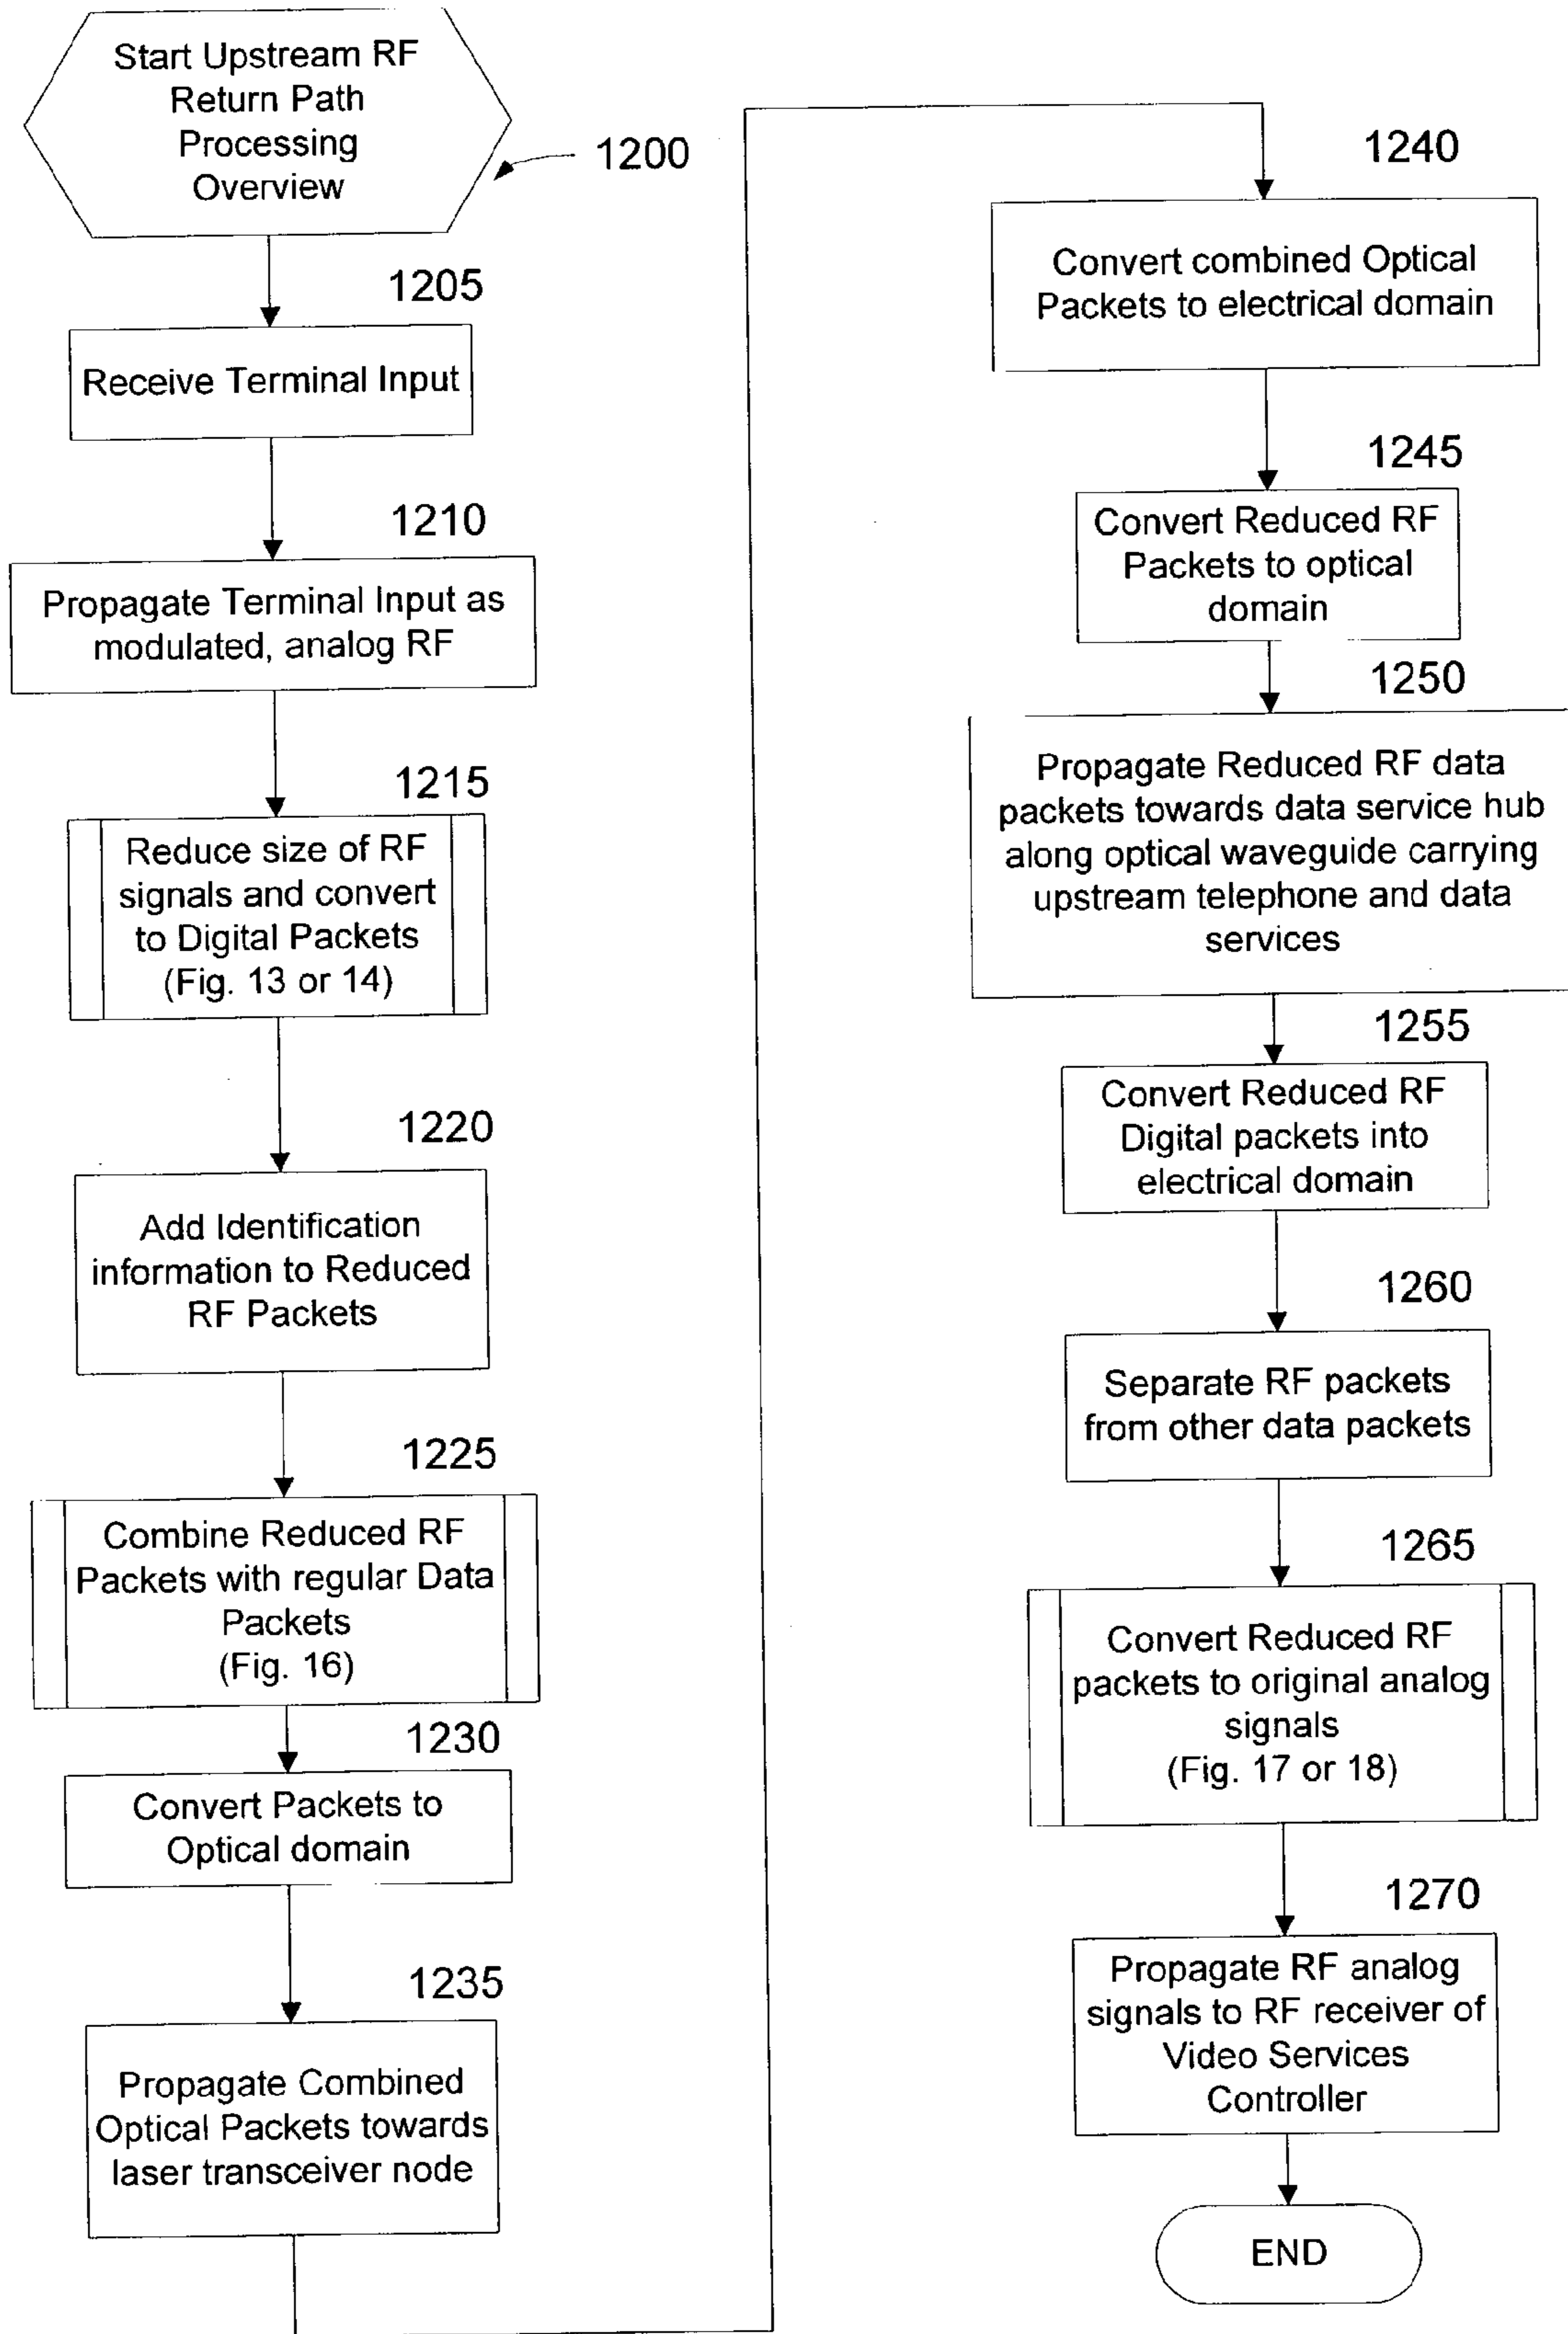 Start Upstream RF
Return Path
Processing
Overview
1200
1205
Receive Terminal Input
1210
Propagate Terminal Input as
modulated, analog RF
1215
Reduce size of RF
signals and convert
to Digital Packets
(Fig. 13 or 14)
1220
Add Identification
information to Reduced
RF Packets
1225
Combine Reduced RF
Packets with regular Data
Packets
(Fig. 16)
1230
Convert Packets to
Optical domain
1235
Propagate Combined
Optical Packets towards
laser transceiver node
1240
Convert combined Optical
Packets to electrical domain
1245
Convert Reduced RF
Packets to optical
domain
1250
Propagate Reduced RF data
packets towards data service hub
along optical waveguide carrying
upstream telephone and data
services
1255
Convert Reduced RF
Digital packets into
electrical domain
1260
Separate RF packets
from other data packets
1265
Convert Reduced RF
packets to original analog
signals
(Fig. 17 or 18)
1270
Propagate RF analog
signals to RF receiver of
Video Services
Controller
END